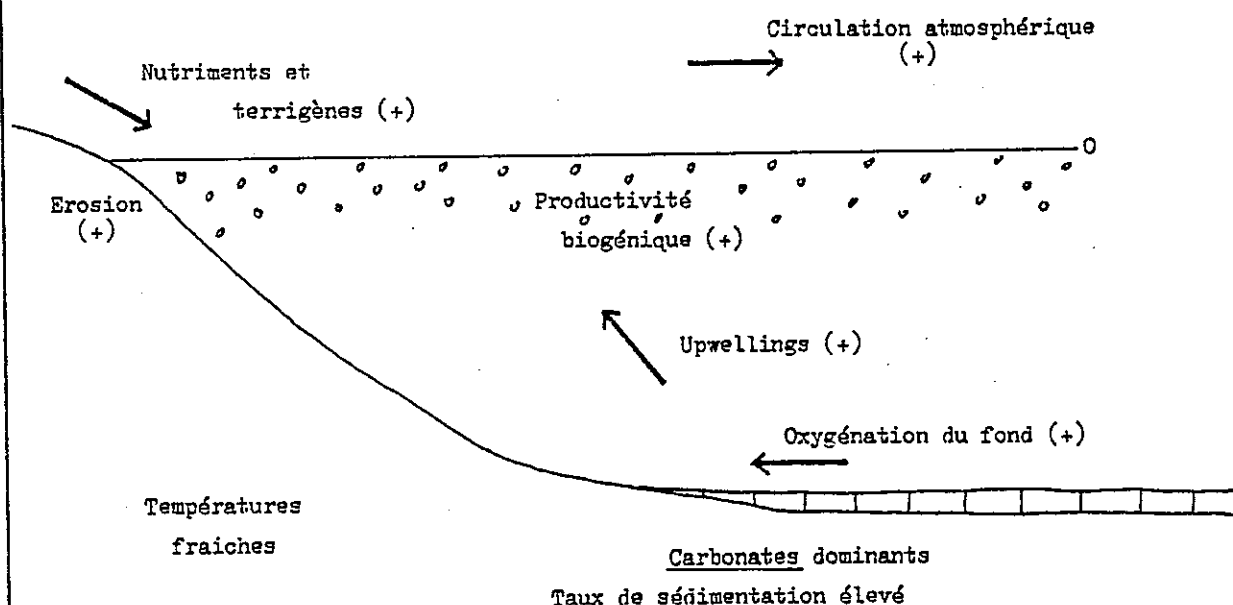 Circulation atmosphérique
(+)
Nutriments et
terrigènes (+)
0
Erosion
(+)
Productivité
biogénique (+)
Upwellings (+)
Oxygénation du fond (+)
Températures
fraiches
Carbonates dominants
Taux de sédimentation élevé